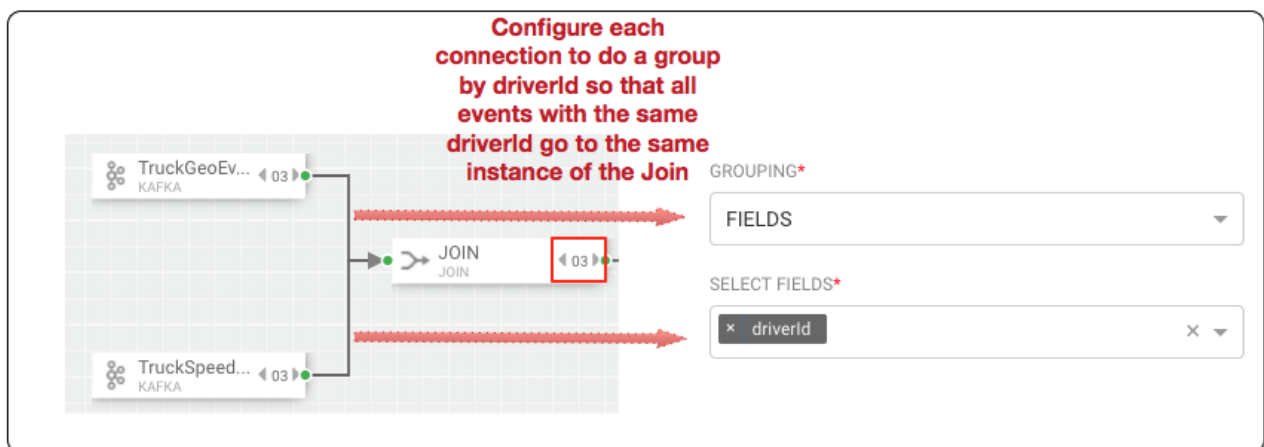 Configure each
connection to do a group
by driverId so that all
events with the same
driverId go to the same
instance of the Join
TruckGeoEv... 03
KAFKA
JOIN 03
JOIN
TruckSpeed... 03
KAFKA
GROUPING*
FIELDS
SELECT FIELDS*
× driverId ×